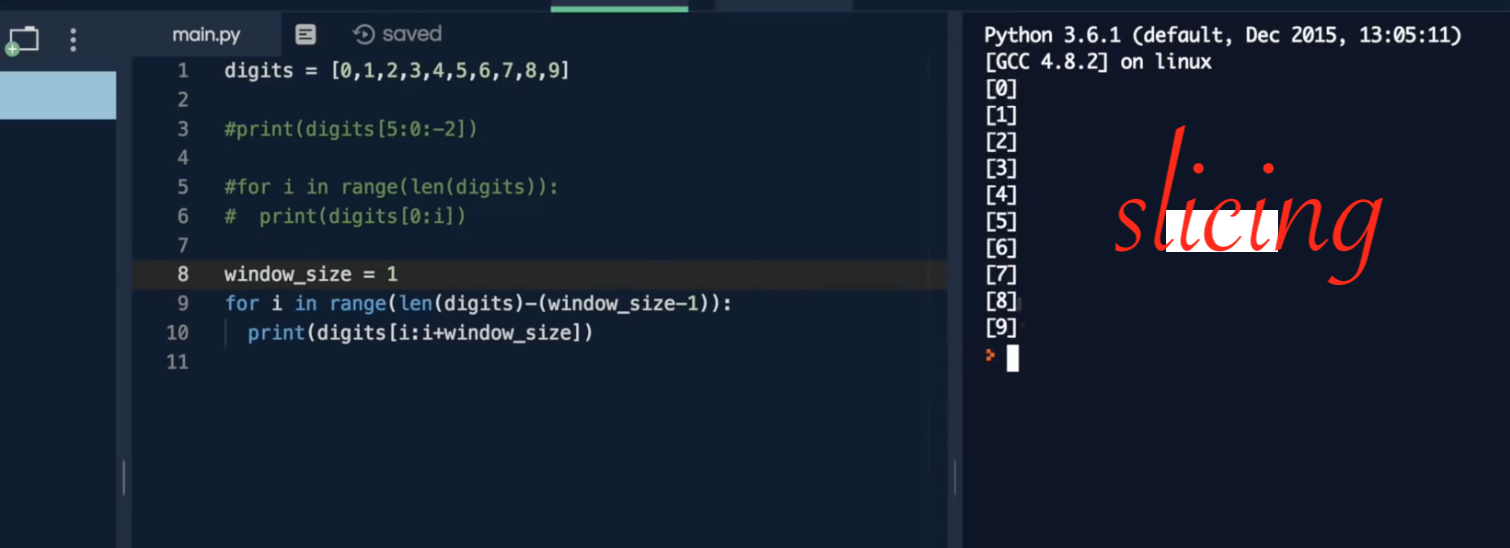 main.py saved
1 digits = [0,1,2,3,4,5,6,7,8,9]
2
3 #print(digits[5:0:-2])
4
5 #for i in range(len(digits)):
6 #  print(digits[0:i])
7
8 window_size = 1
9 for i in range(len(digits)-(window_size-1)):
10   print(digits[i:i+window_size])
11
Python 3.6.1 (default, Dec 2015, 13:05:11)
[GCC 4.8.2] on linux
[0]
[1]
[2]
[3]
[4]
[5]
[6]
[7]
[8]
[9]
>
slicing